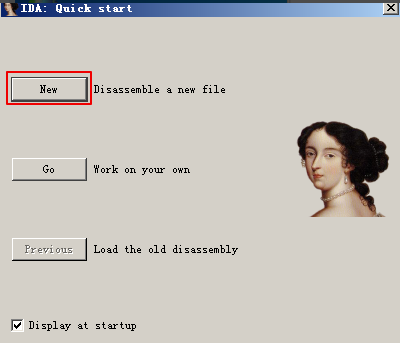 IDA: Quick start
New Disassemble a new file
Go Work on your own
Previous Load the old disassembly
Display at startup